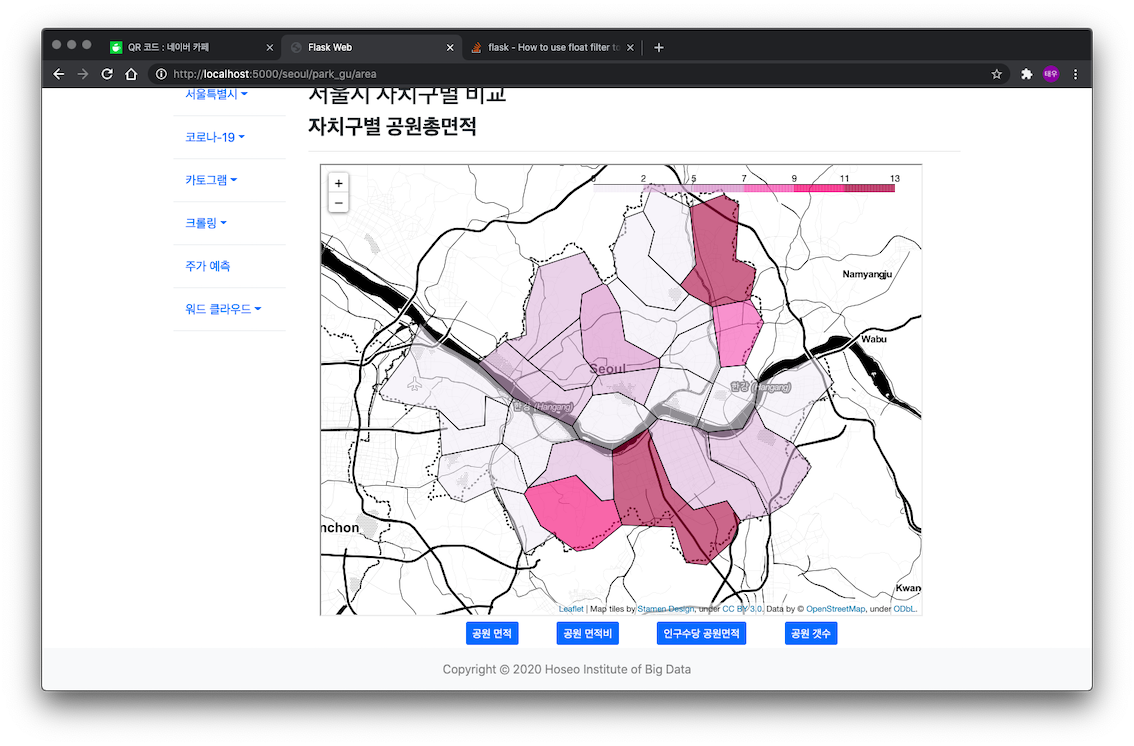 QR 코드 : 네이버 카페
Flask Web
flask - How to use float filter to
http://localhost:5000/seoul/park_gu/area
태우
서울특별시
코로나-19
카토그램
크롤링
주가 예측
워드 클라우드
서울시 자치구별 비교
자치구별 공원총면적
+
−
0 2 5 7 9 11 13
Namyangju
Wabu
Seoul
한강 (Hangang)
한강 (Hangang)
nchon
Kwan
Leaflet | Map tiles by Stamen Design, under CC BY 3.0. Data by © OpenStreetMap, under ODbL.
공원 면적
공원 면적비
인구수당 공원면적
공원 갯수
Copyright © 2020 Hoseo Institute of Big Data